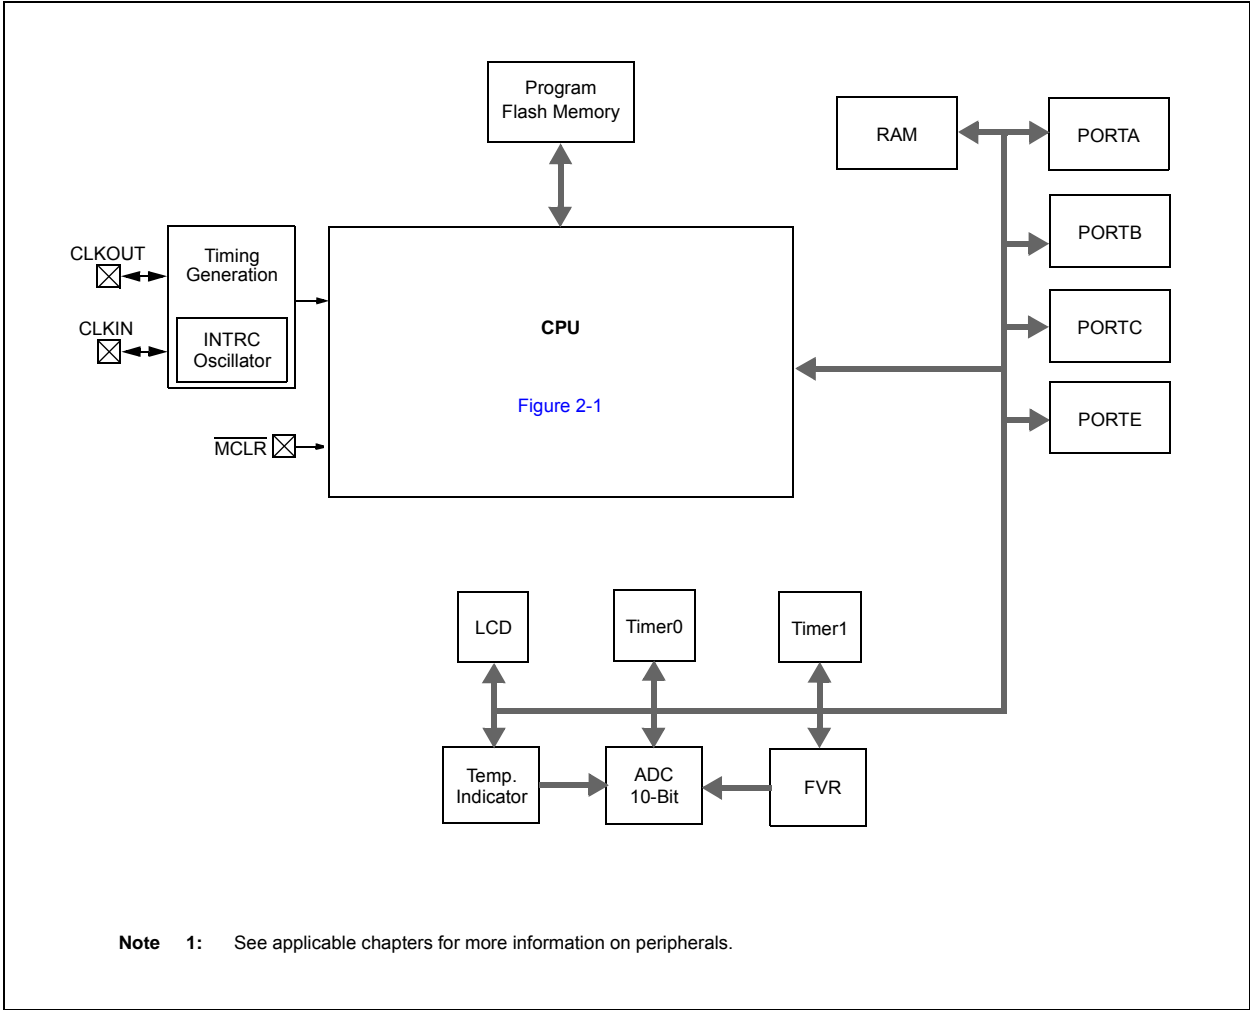 Program
Flash Memory
RAM
PORTA
PORTB
PORTC
PORTE
CLKOUT
CLKIN
Timing
Generation
INTRC
Oscillator
MCLR
CPU
Figure 2-1
LCD
Timer0
Timer1
Temp.
Indicator
ADC
10-Bit
FVR
Note 1: See applicable chapters for more information on peripherals.